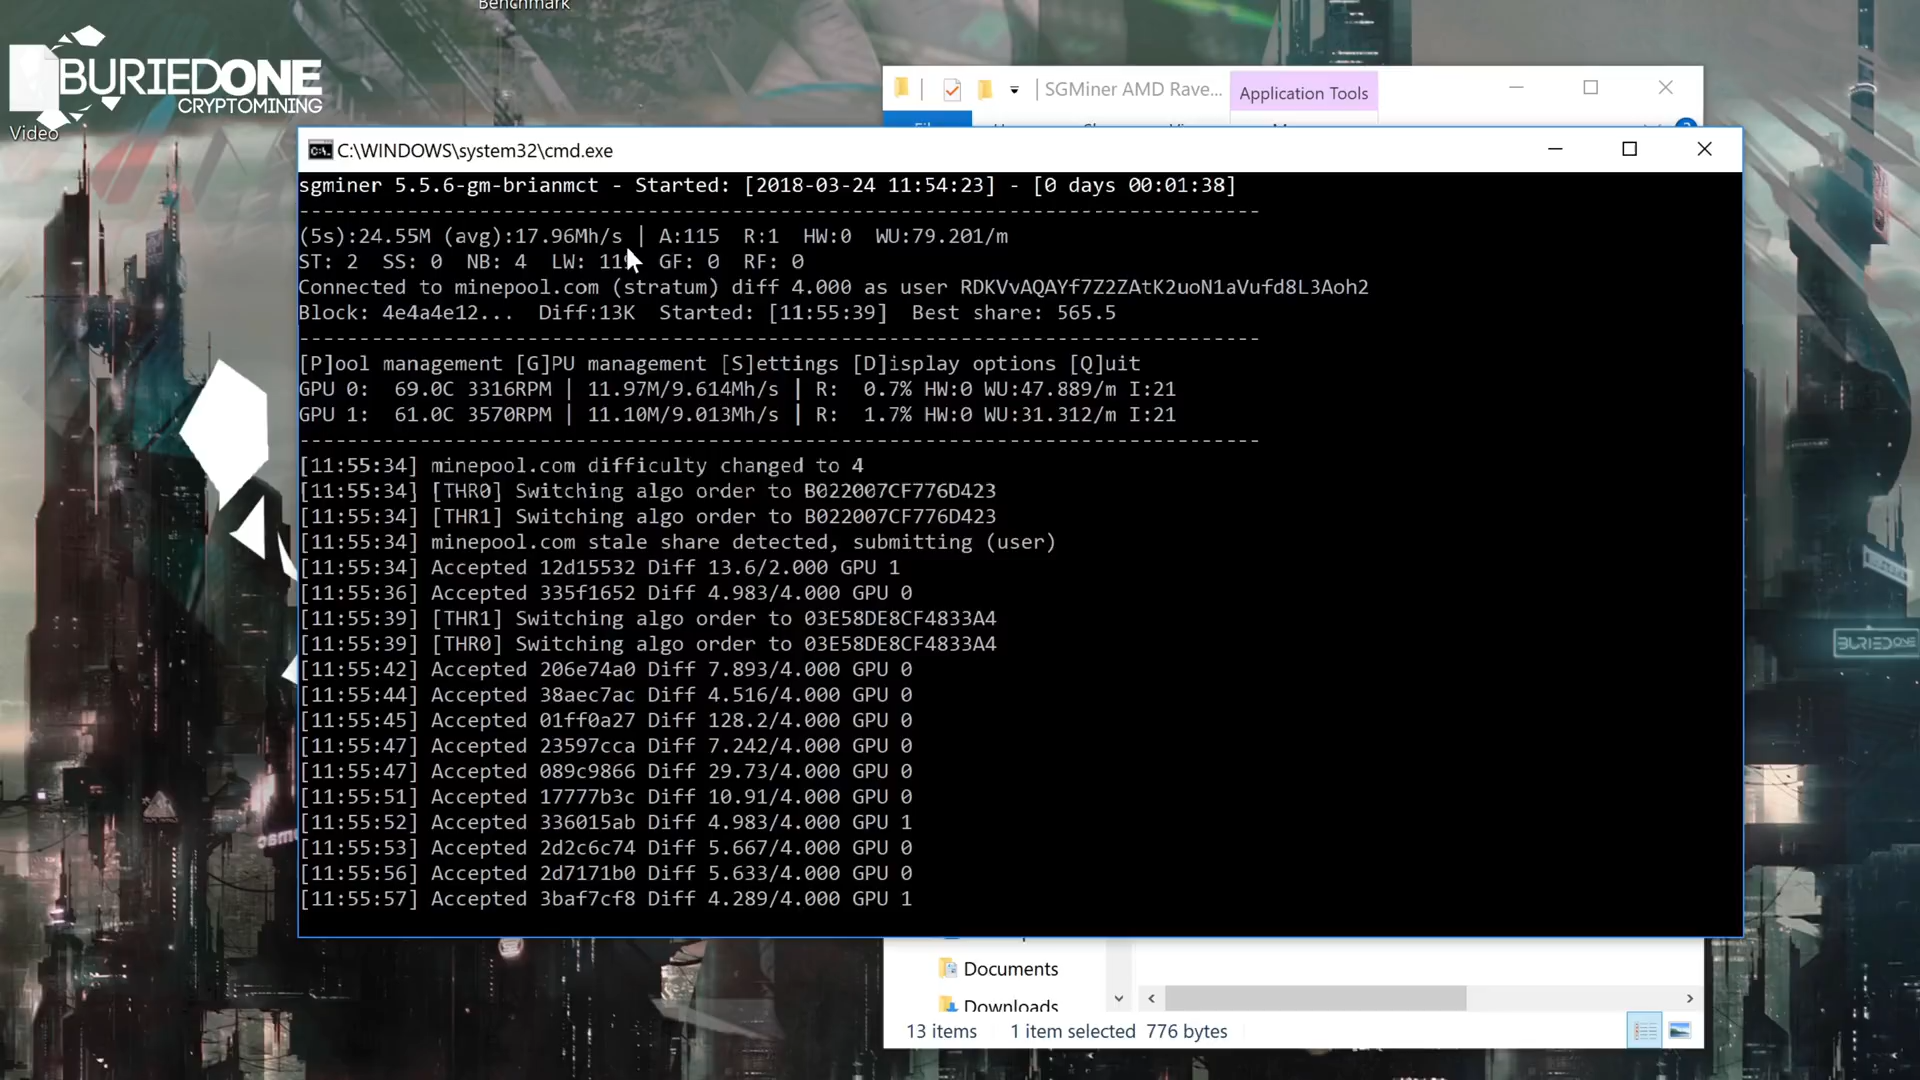 Benchmark
BURIEDONE
CRYPTOMINING
Video
SGMiner AMD Rave...
Application Tools
C:\WINDOWS\system32\cmd.exe
sgminer 5.5.6-gm-brianmct - Started: [2018-03-24 11:54:23] - [0 days 00:01:38]
--------------------------------------------------------------------------------
(5s):24.55M (avg):17.96Mh/s | A:115 R:1 HW:0 WU:79.201/m
ST: 2 SS: 0 NB: 4 LW: GF: 0 RF: 0
Connected to minepool.com (stratum) diff 4.000 as user RDKVvAQAYf7Z2ZAtK2uoN1aVufd8L3Aoh2
Block: 4e4a4e12... Diff:13K Started: [11:55:39] Best share: 565.5
--------------------------------------------------------------------------------
[P]ool management [G]PU management [S]ettings [D]isplay options [Q]uit
GPU 0: 69.0C 3316RPM | 11.97M/9.614Mh/s | R: 0.7% HW:0 WU:47.889/m I:21
GPU 1: 61.0C 3570RPM | 11.10M/9.013Mh/s | R: 1.7% HW:0 WU:31.312/m I:21
--------------------------------------------------------------------------------
[11:55:34] minepool.com difficulty changed to 4
[11:55:34] [THR0] Switching algo order to B022007CF776D423
[11:55:34] [THR1] Switching algo order to B022007CF776D423
[11:55:34] minepool.com stale share detected, submitting (user)
[11:55:34] Accepted 12d15532 Diff 13.6/2.000 GPU 1
[11:55:36] Accepted 335f1652 Diff 4.983/4.000 GPU 0
[11:55:39] [THR1] Switching algo order to 03E58DE8CF4833A4
[11:55:39] [THR0] Switching algo order to 03E58DE8CF4833A4
[11:55:42] Accepted 206e74a0 Diff 7.893/4.000 GPU 0
[11:55:44] Accepted 38aec7ac Diff 4.516/4.000 GPU 0
[11:55:45] Accepted 01ff0a27 Diff 128.2/4.000 GPU 0
[11:55:47] Accepted 23597cca Diff 7.242/4.000 GPU 0
[11:55:47] Accepted 089c9866 Diff 29.73/4.000 GPU 0
[11:55:51] Accepted 17777b3c Diff 10.91/4.000 GPU 0
[11:55:52] Accepted 336015ab Diff 4.983/4.000 GPU 1
[11:55:53] Accepted 2d2c6c74 Diff 5.667/4.000 GPU 0
[11:55:56] Accepted 2d7171b0 Diff 5.633/4.000 GPU 0
[11:55:57] Accepted 3baf7cf8 Diff 4.289/4.000 GPU 1
BURIEDONE
Documents
Downloads
13 items 1 item selected 776 bytes